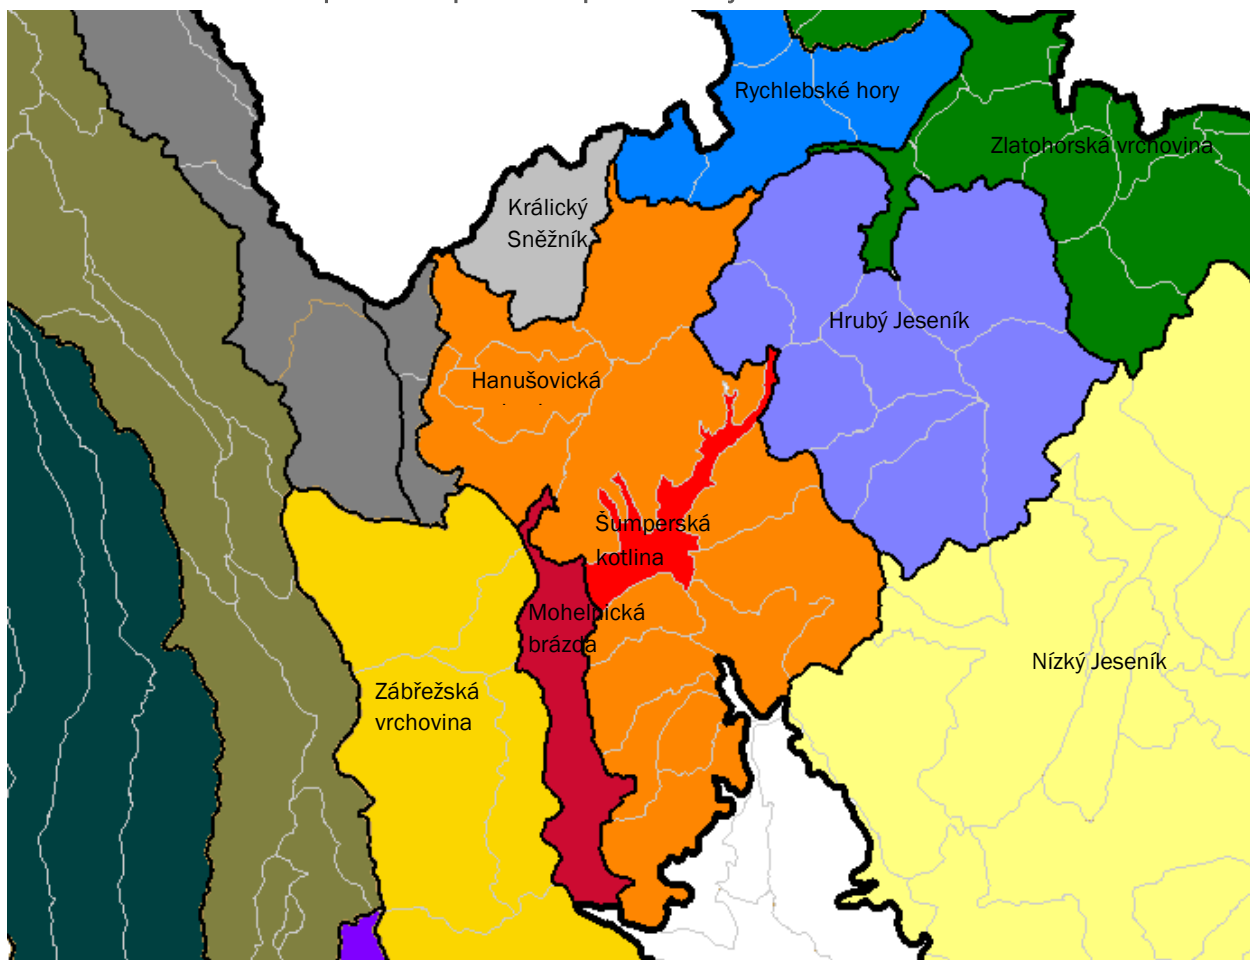 Rychlebské hory
Zlatohorská vrchovina
Králický
Sněžník
Hrubý Jeseník
Hanušovická
Šumperská
kotlina
Mohelnická
brázda
Nízký Jeseník
Zábřežská
vrchovina